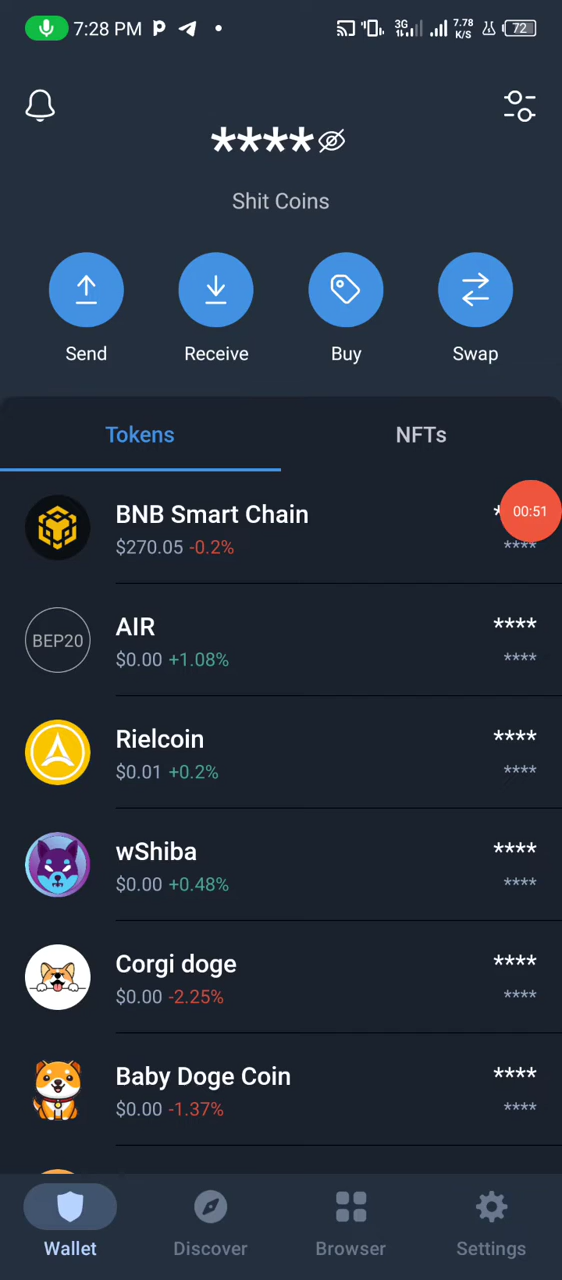 7:28 PM
3G
7.78
K/S
72
****
Shit Coins
Send
Receive
Buy
Swap
Tokens
NFTs
BNB Smart Chain
*
00:51
$270.05 -0.2%
****
BEP20
AIR
****
$0.00 +1.08%
****
Rielcoin
****
$0.01 +0.2%
****
wShiba
****
$0.00 +0.48%
****
Corgi doge
****
$0.00 -2.25%
****
Baby Doge Coin
****
$0.00 -1.37%
****
Wallet
Discover
Browser
Settings